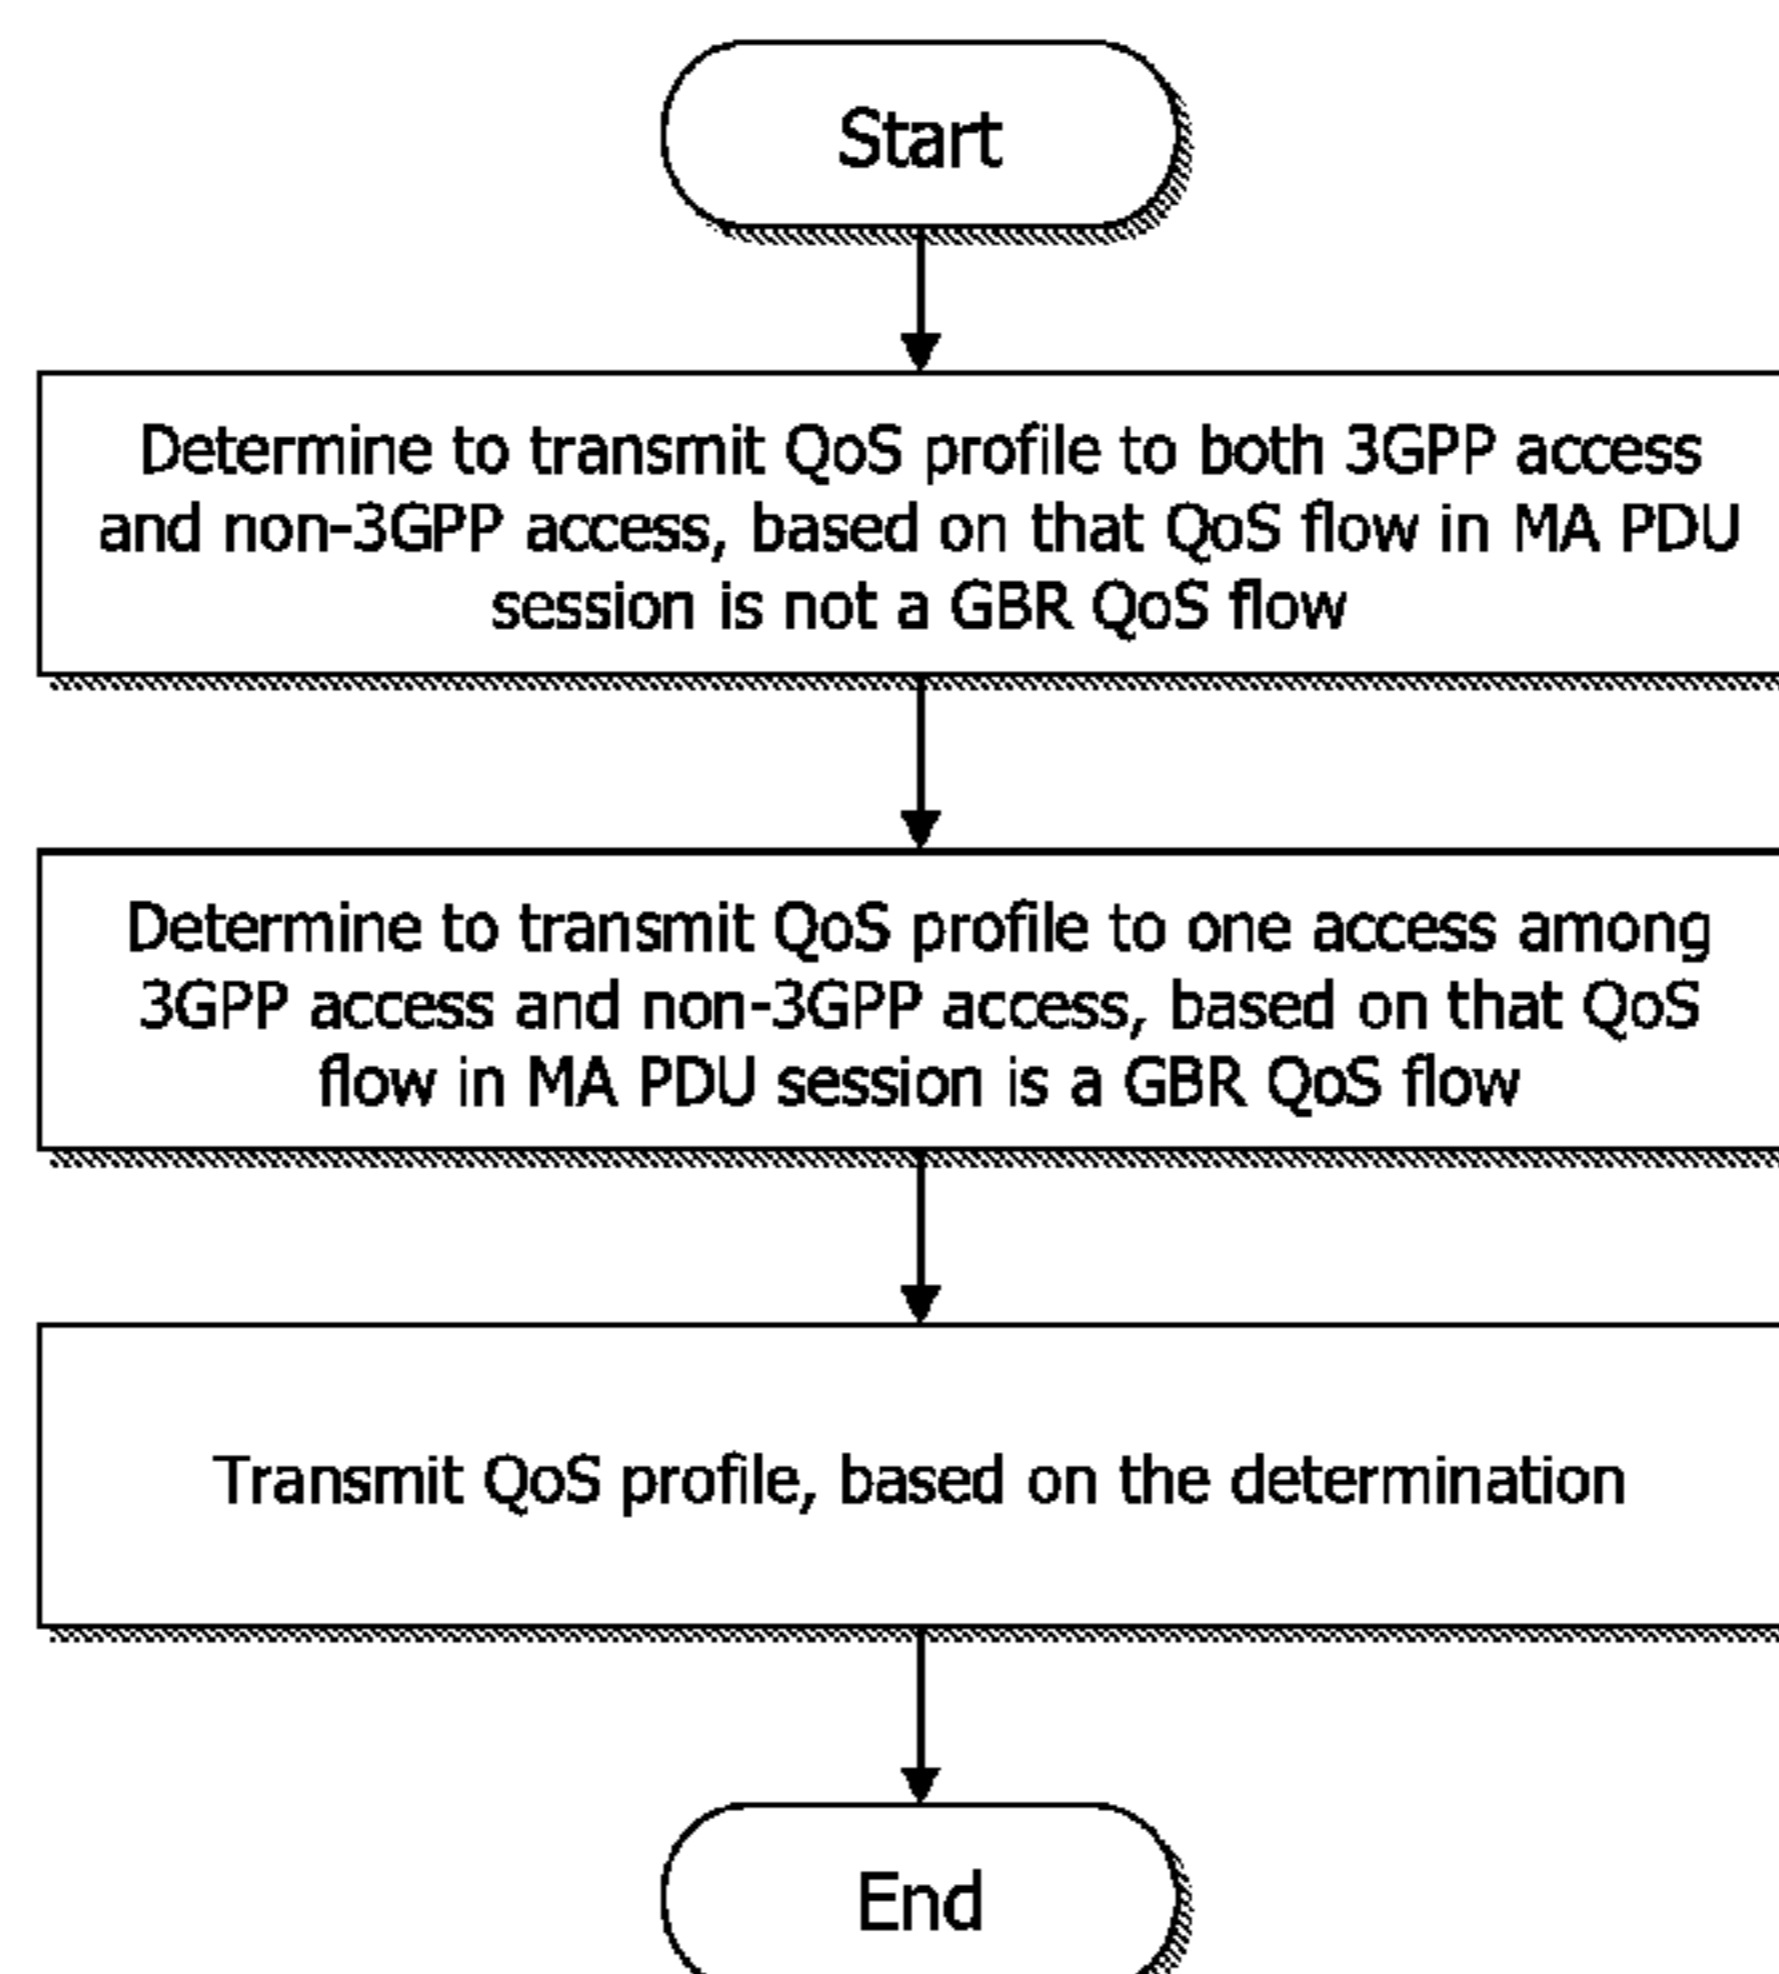 Start
Determine to transmit QoS profile to both 3GPP access
and non-3GPP access, based on that QoS flow in MA PDU
session is not a GBR QoS flow
Determine to transmit QoS profile to one access among
3GPP access and non-3GPP access, based on that QoS
flow in MA PDU session is a GBR QoS flow
Transmit QoS profile, based on the determination
End